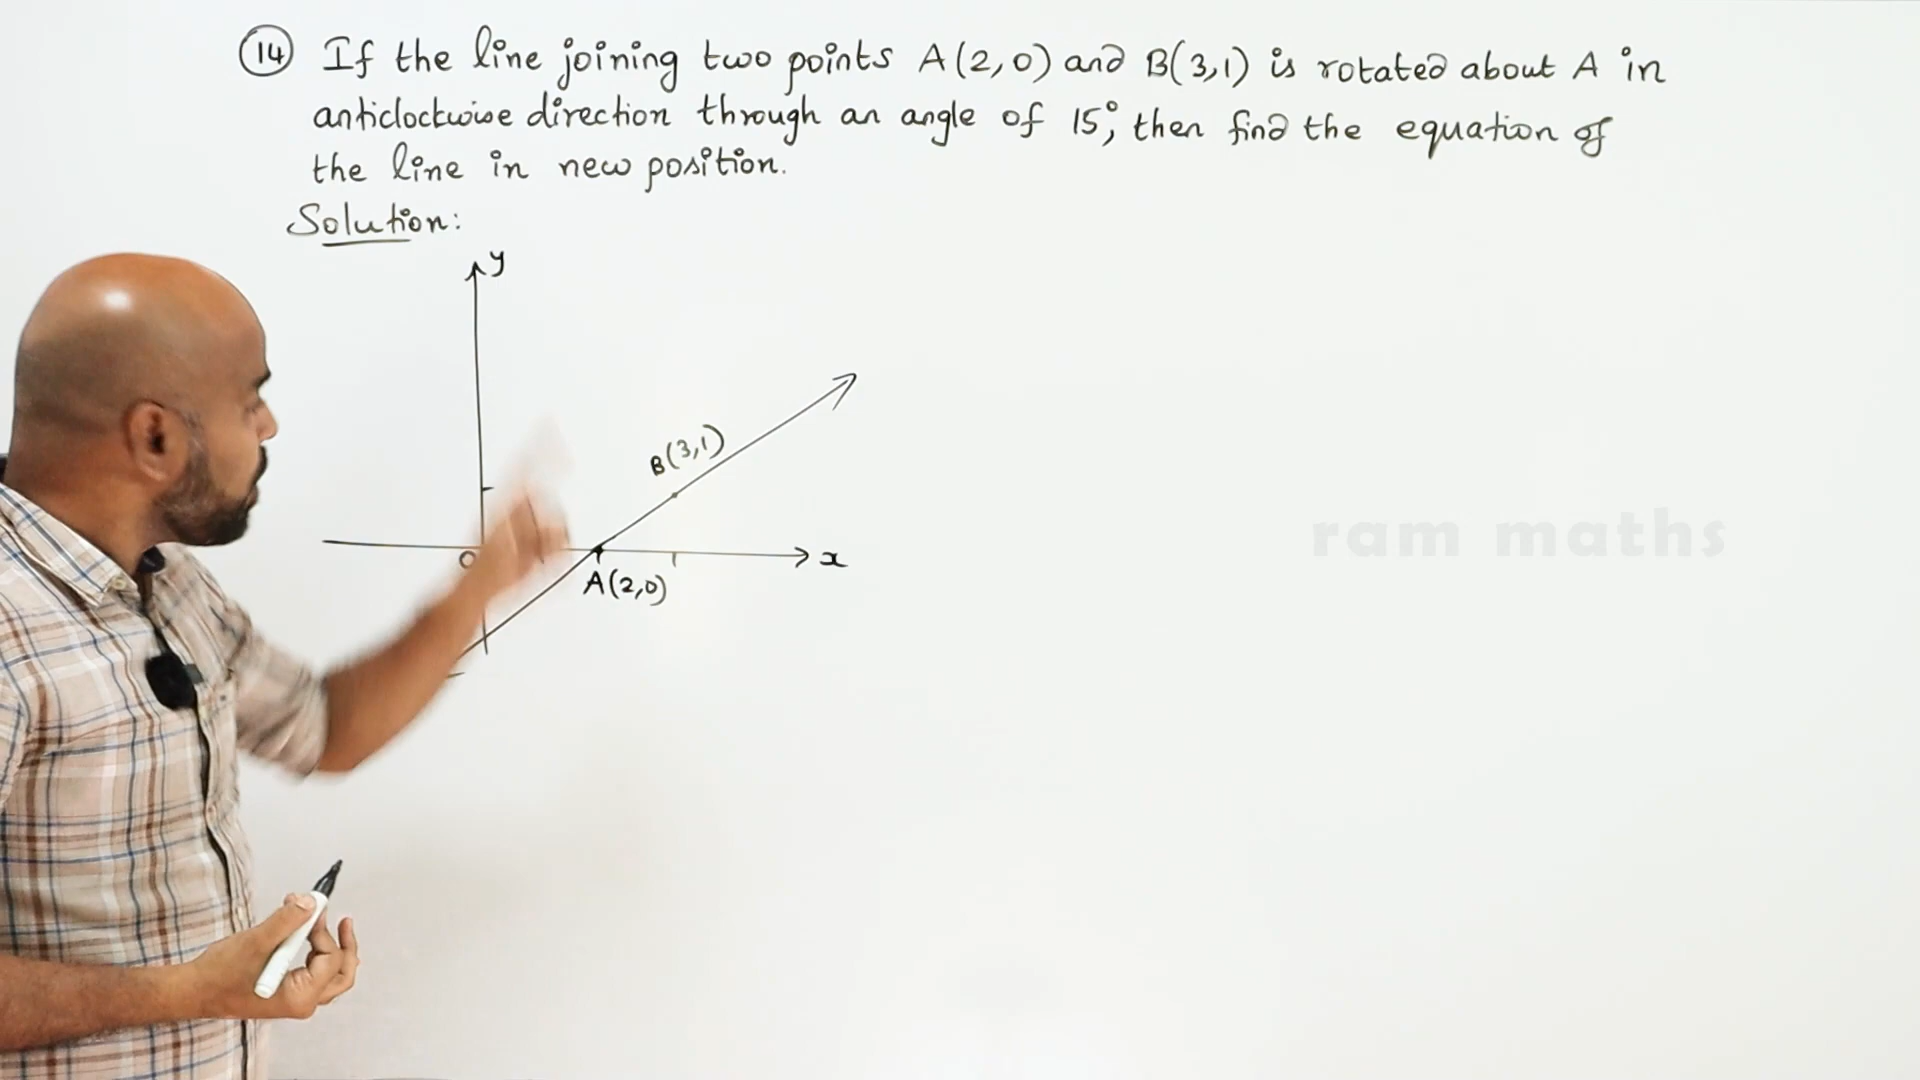 14 If the line joining two points A(2,0) and B(3,1) is rotated about A in
anticlockwise direction through an angle of 15°, then find the equation of
the line in new position.
Solution:
y
B(3,1)
O
x
A(2,0)
ram maths